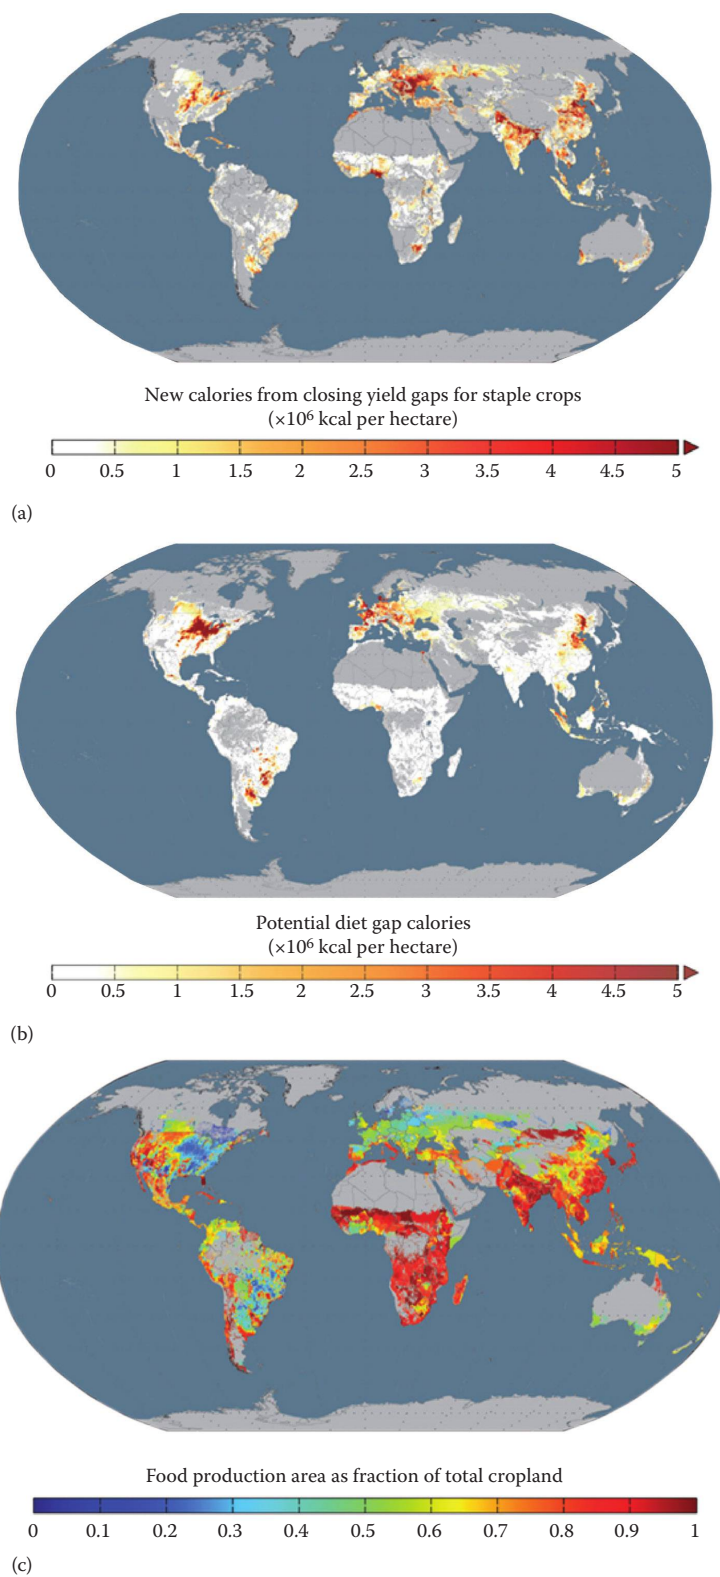 New calories from closing yield gaps for staple crops
(×10⁶ kcal per hectare)
0 0.5 1 1.5 2 2.5 3 3.5 4 4.5 5
(a)
Potential diet gap calories
(×10⁶ kcal per hectare)
0 0.5 1 1.5 2 2.5 3 3.5 4 4.5 5
(b)
Food production area as fraction of total cropland
0 0.1 0.2 0.3 0.4 0.5 0.6 0.7 0.8 0.9 1
(c)